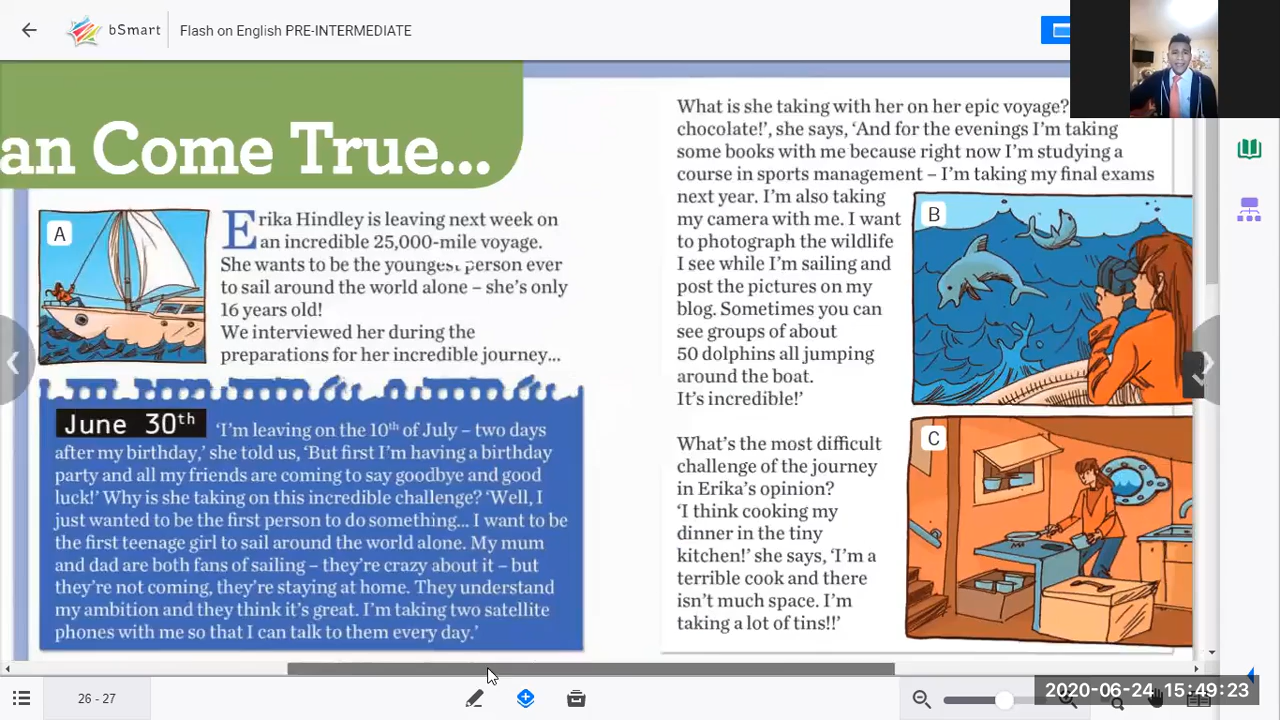 bSmart
Flash on English PRE-INTERMEDIATE
an Come True...
A
Erika Hindley is leaving next week on
an incredible 25,000-mile voyage.
She wants to be the youngest person ever
to sail around the world alone – she's only
16 years old!
We interviewed her during the
preparations for her incredible journey...
June 30th
'I'm leaving on the 10th of July – two days
after my birthday,' she told us, 'But first I'm having a birthday
party and all my friends are coming to say goodbye and good
luck!' Why is she taking on this incredible challenge? 'Well, I
just wanted to be the first person to do something... I want to be
the first teenage girl to sail around the world alone. My mum
and dad are both fans of sailing – they're crazy about it – but
they're not coming, they're staying at home. They understand
my ambition and they think it's great. I'm taking two satellite
phones with me so that I can talk to them every day.'
What is she taking with her on her epic voyage?
chocolate!', she says, 'And for the evenings I'm taking
some books with me because right now I'm studying a
course in sports management – I'm taking my final exams
next year. I'm also taking
my camera with me. I want
to photograph the wildlife
I see while I'm sailing and
post the pictures on my
blog. Sometimes you can
see groups of about
50 dolphins all jumping
around the boat.
It's incredible!'
B
What's the most difficult
challenge of the journey
in Erika's opinion?
'I think cooking my
dinner in the tiny
kitchen!' she says, 'I'm a
terrible cook and there
isn't much space. I'm
taking a lot of tins!!'
C
26 - 27
2020-06-24 15:49:23